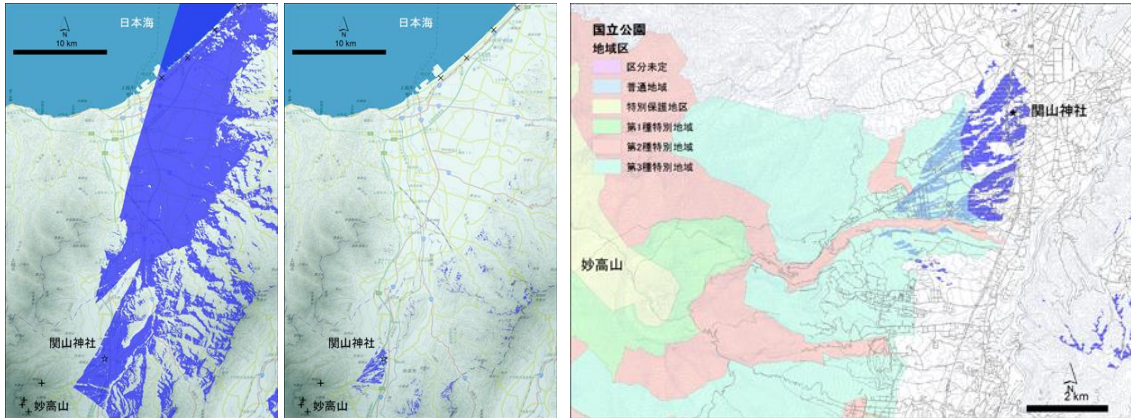 日本海
N
10 km
関山神社
妙高山
日本海
N
10 km
関山神社
妙高山
国立公園
地域区
区分未定
普通地域
特別保護地区
第1種特別地域
第2種特別地域
第3種特別地域
関山神社
妙高山
N
2 km